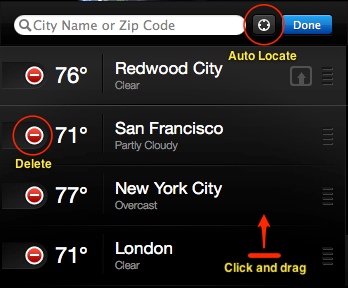 City Name or Zip Code
Done
Auto Locate
76°
Redwood City
Clear
71°
San Francisco
Partly Cloudy
Delete
77°
New York City
Overcast
71°
London
Clear
Click and drag